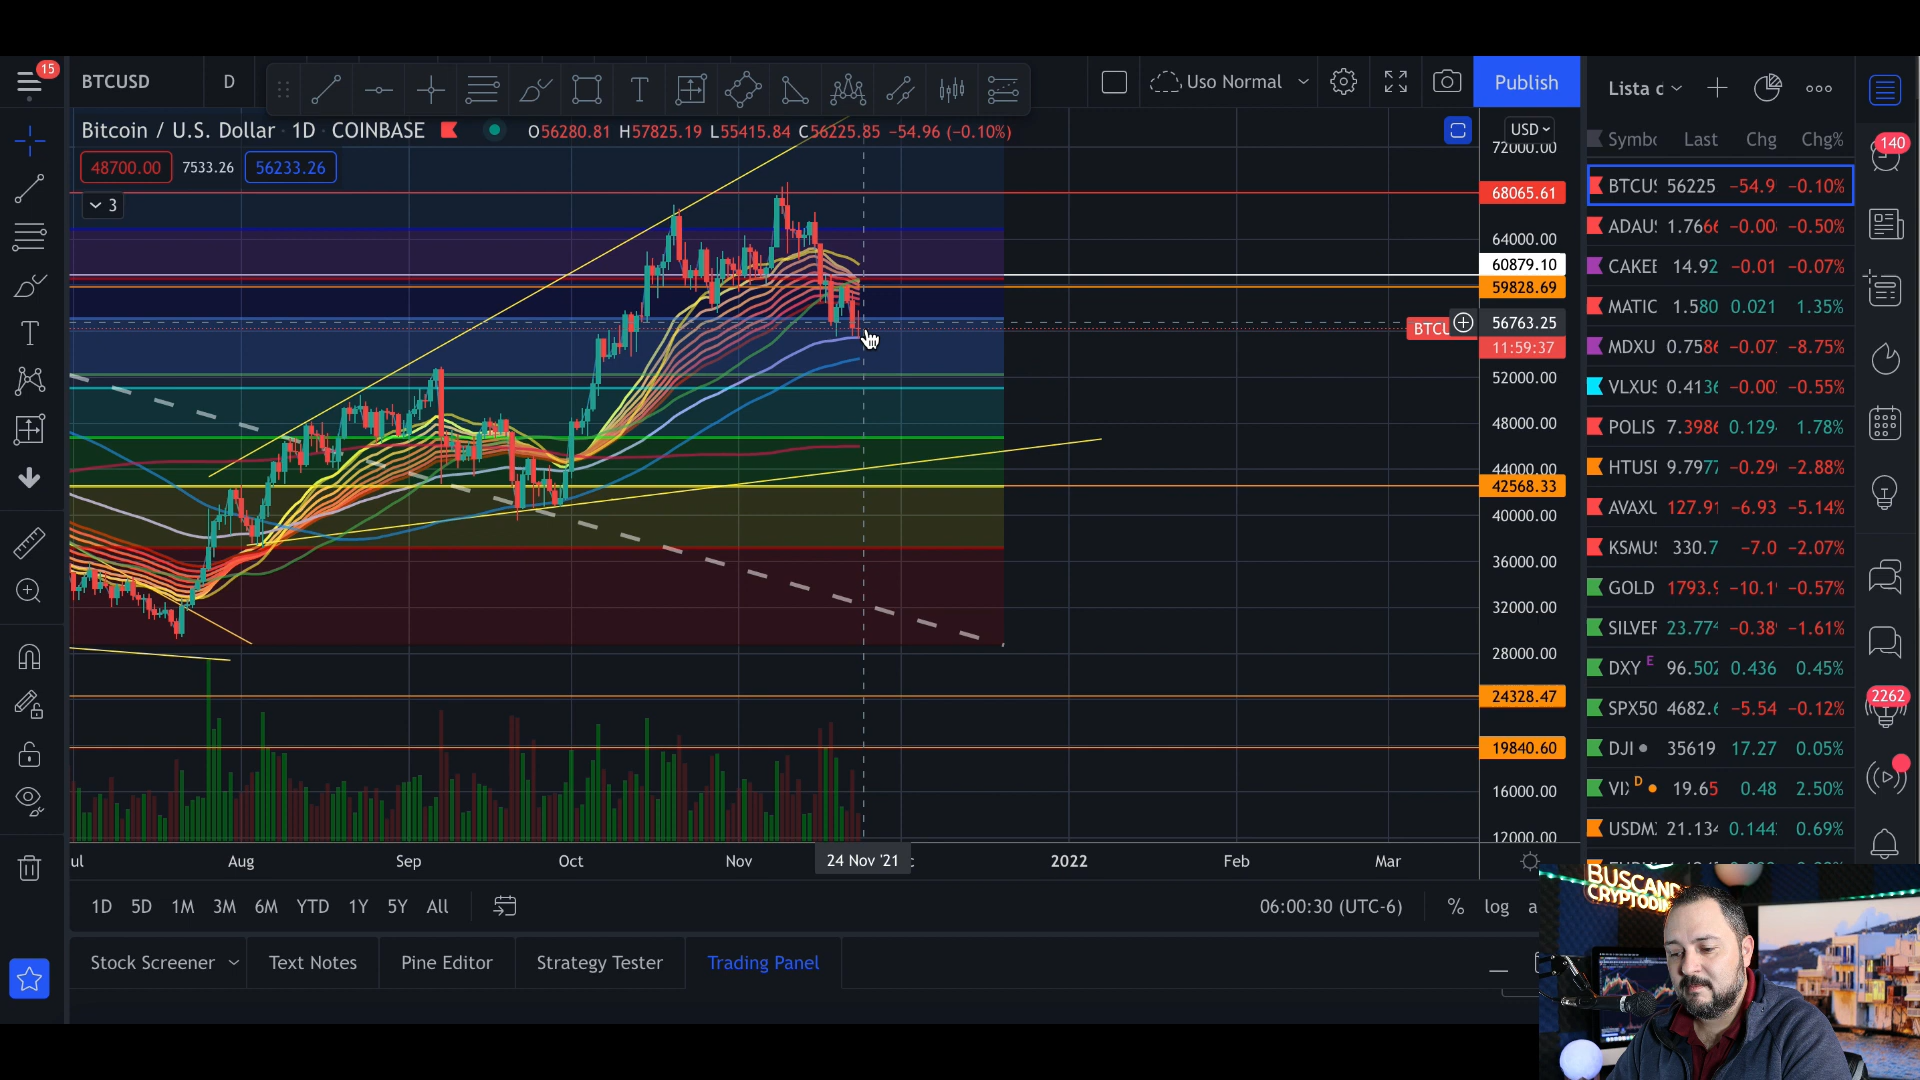 15
BTCUSD
D
Uso Normal
Publish
Lista d
Bitcoin / U.S. Dollar · 1D · COINBASE
O56280.81 H57825.19 L55415.84 C56225.85 −54.96 (−0.10%)
48700.00
7533.26
56233.26
3
USD
72000.00
68065.61
64000.00
60879.10
59828.69
56763.25
11:59:37
52000.00
48000.00
44000.00
42568.33
40000.00
36000.00
32000.00
28000.00
24328.47
19840.60
16000.00
12000.00
Last Chg Chg%
BTCUS 56225 −54.9 −0.10%
ADAUS 1.7666 −0.00 −0.50%
CAKEE 14.92 −0.01 −0.07%
MATIC 1.580 0.021 1.35%
MDXU 0.7586 −0.07 −8.75%
VLXUS 0.4136 −0.00 −0.55%
POLIS 7.3986 0.129 1.78%
HTUSI 9.7977 −0.29 −2.88%
AVAXU 127.91 −6.93 −5.14%
KSMUS 330.7 −7.0 −2.07%
GOLD 1793.9 −10.1 −0.57%
SILVER 23.774 −0.38 −1.61%
DXY E 96.502 0.436 0.45%
SPX50 4682.6 −5.54 −0.12%
DJI 35619 17.27 0.05%
VIX D 19.65 0.48 2.50%
USDM 21.134 0.144 0.69%
140
2262
Aug
Sep
Oct
Nov
24 Nov '21
2022
Feb
Mar
1D 5D 1M 3M 6M YTD 1Y 5Y All
06:00:30 (UTC-6)
% log a
Stock Screener
Text Notes
Pine Editor
Strategy Tester
Trading Panel